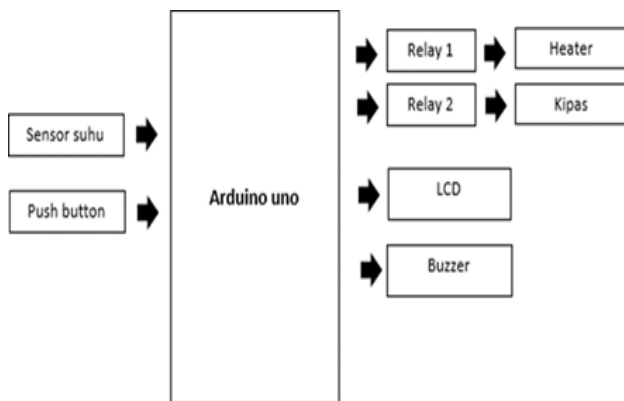 Sensor suhu
Push button
Arduino uno
Relay 1
Heater
Relay 2
Kipas
LCD
Buzzer